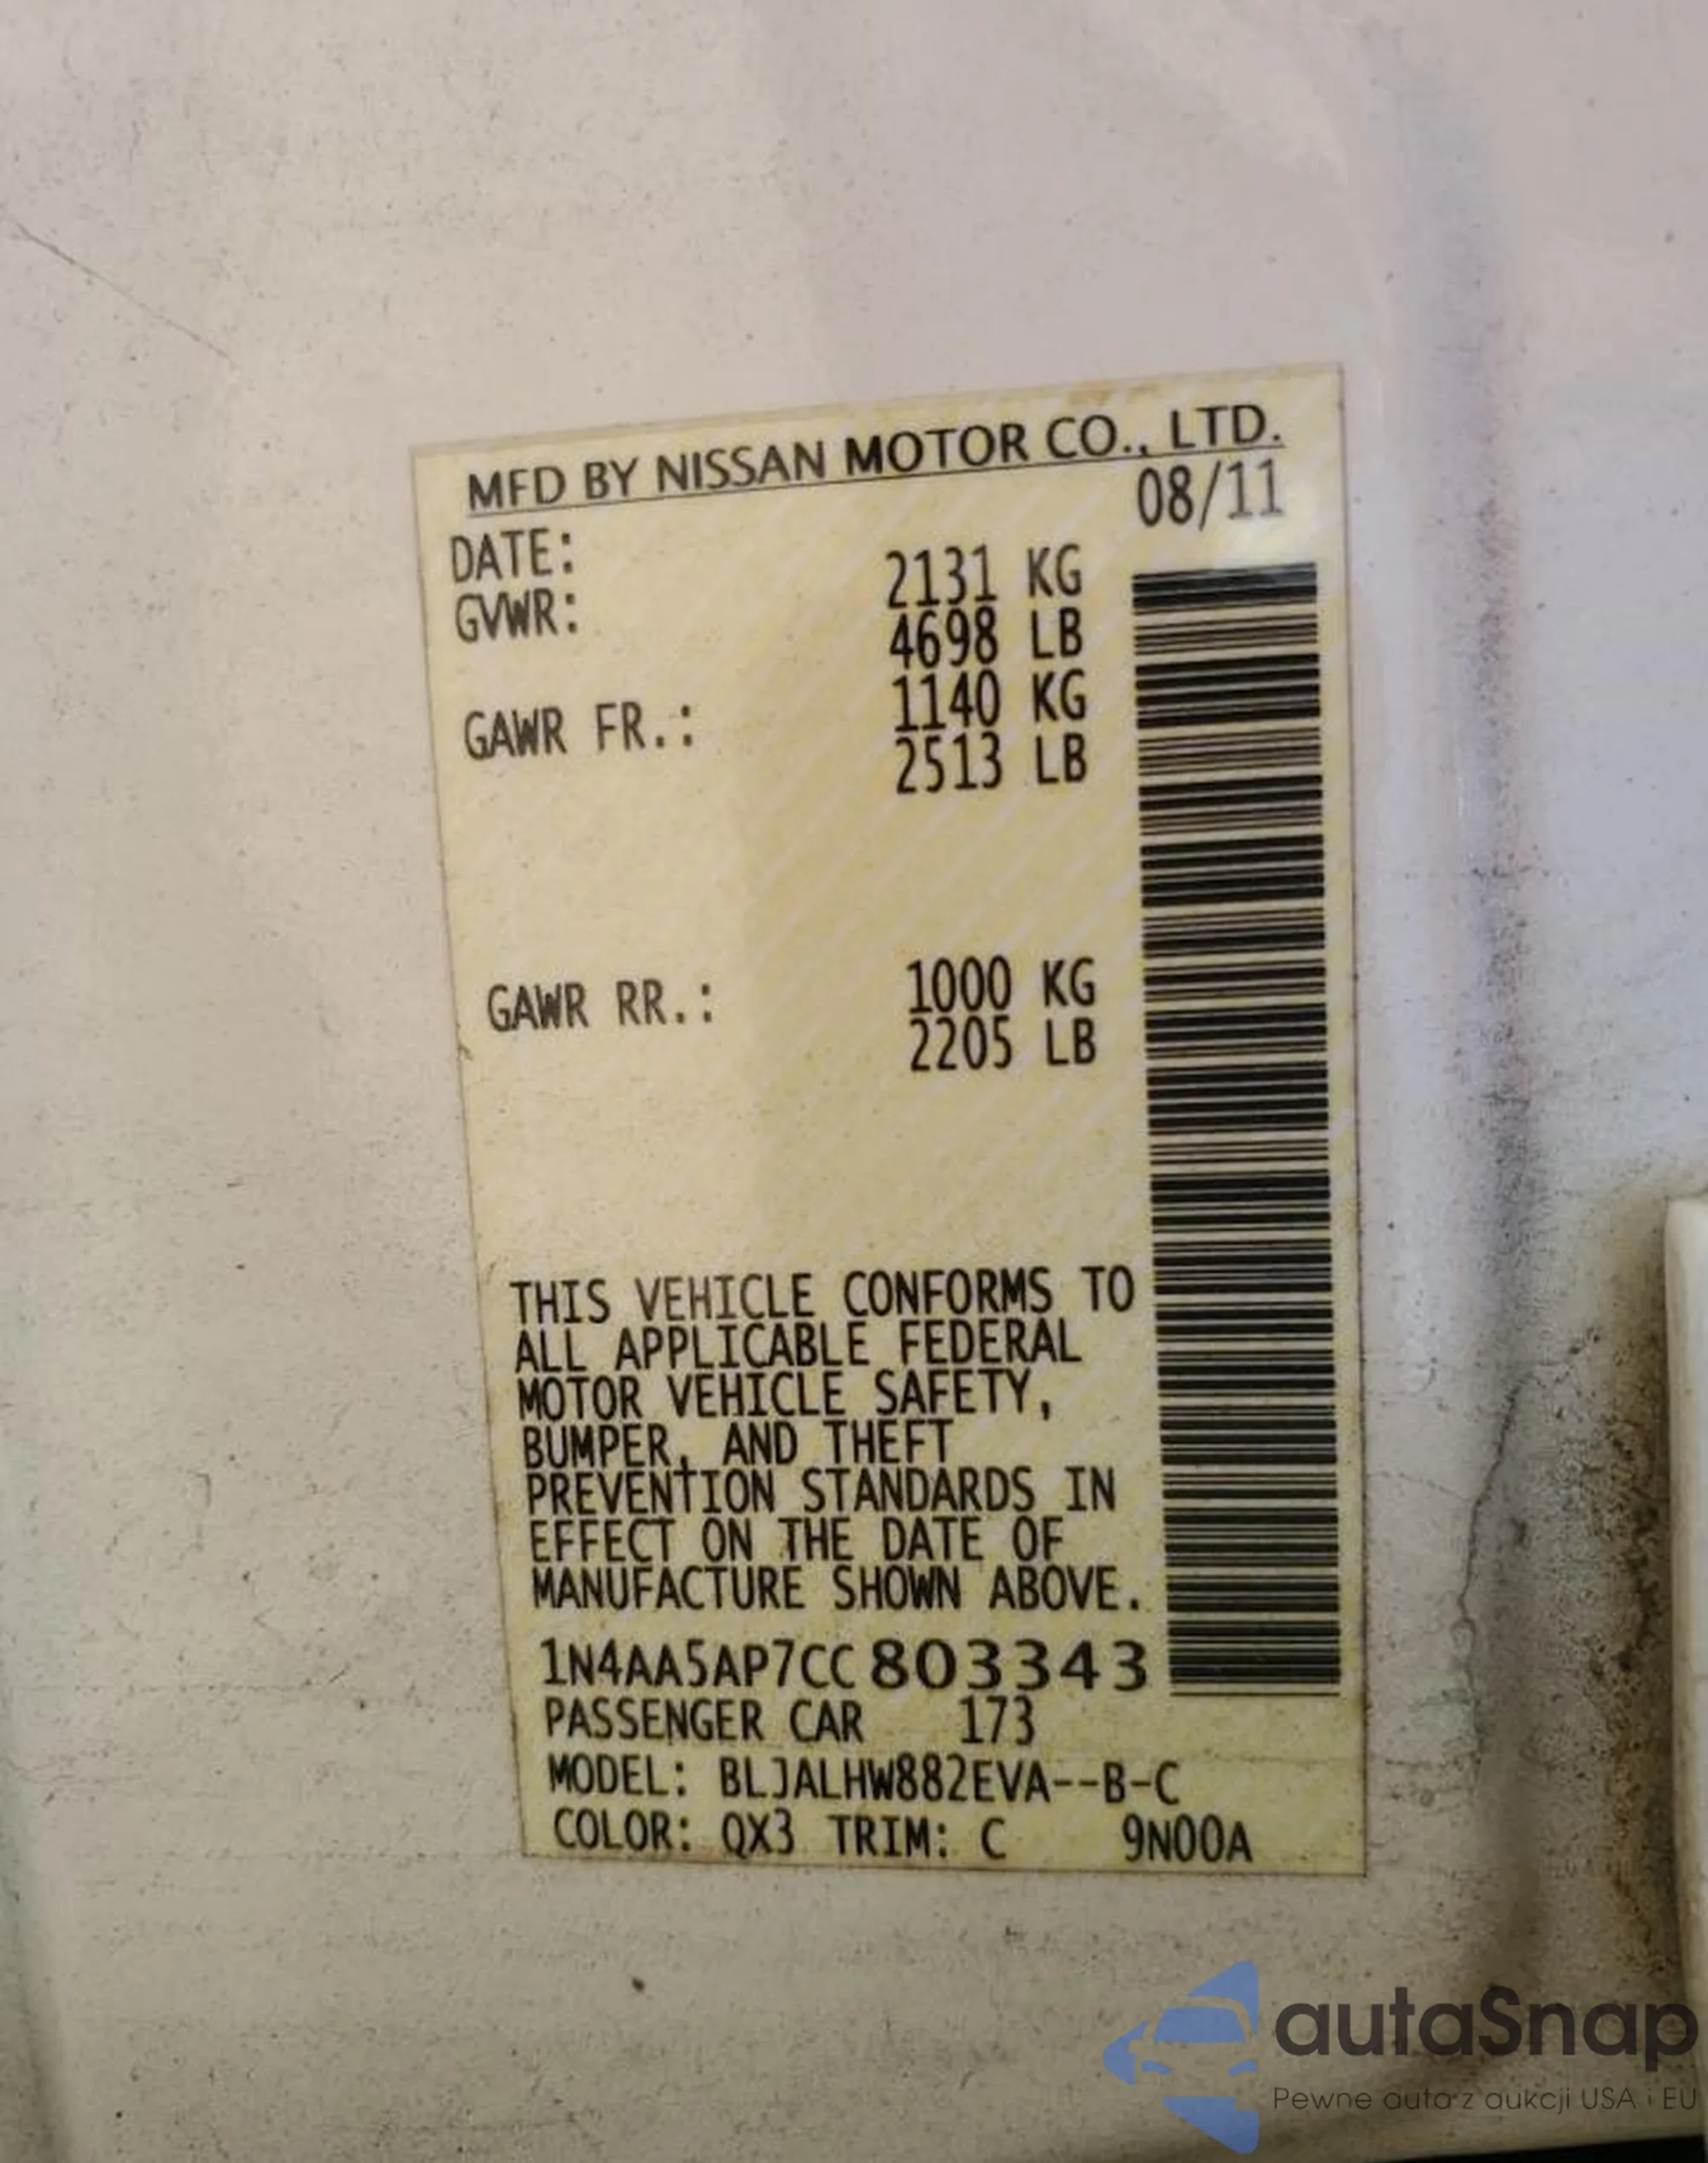 MFD BY NISSAN MOTOR CO., LTD.
DATE: 08/11
GVWR: 2131 KG
4698 LB
GAWR FR.: 1140 KG
2513 LB
GAWR RR.: 1000 KG
2205 LB
THIS VEHICLE CONFORMS TO
ALL APPLICABLE FEDERAL
MOTOR VEHICLE SAFETY,
BUMPER, AND THEFT
PREVENTION STANDARDS IN
EFFECT ON THE DATE OF
MANUFACTURE SHOWN ABOVE.
1N4AA5AP7CC803343
PASSENGER CAR 173
MODEL: BLJALHW882EVA--B-C
COLOR: QX3 TRIM: C 9N00A
autaSnap
Pewne auta z aukcji USA i EU